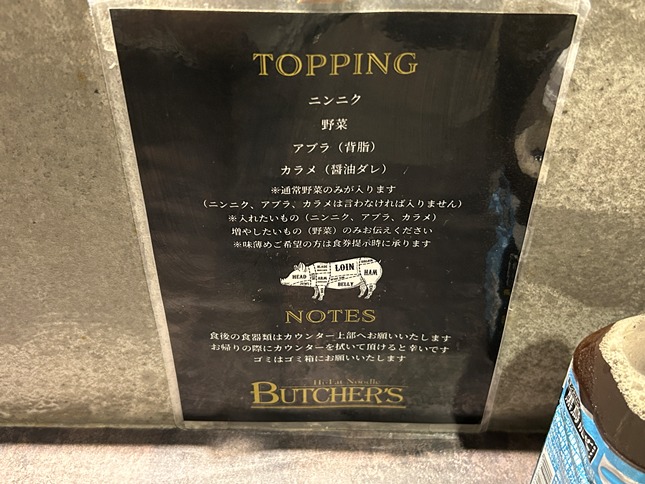 TOPPING
ニンニク
野菜
アブラ（背脂）
カラメ（醤油ダレ）
※通常野菜のみが入ります
（ニンニク、アブラ、カラメは言わなければ入りません）
※入れたいもの（ニンニク、アブラ、カラメ）
増やしたいもの（野菜）のみお伝えください
※味薄めご希望の方は食券提示時に承ります
HEAD
LOIN
HAM
BELLY
NOTES
食後の食器類はカウンター上部へお願いいたします
お帰りの際にカウンターを拭いて頂けると幸いです
ゴミはゴミ箱にお願いいたします
Hi-Fat Noodle
BUTCHER'S